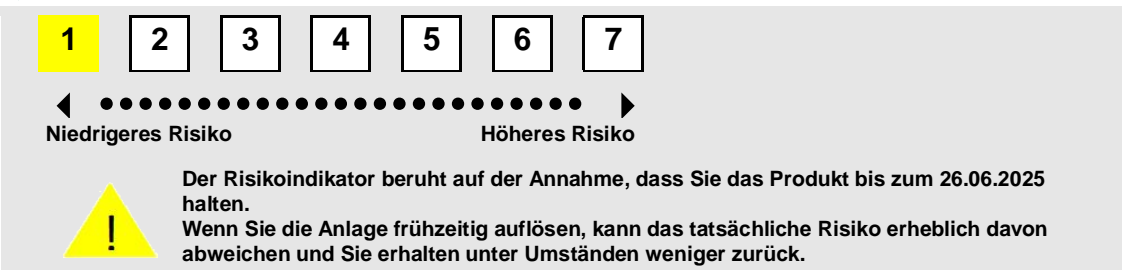 1 2 3 4 5 6 7
Niedrigeres Risiko Höheres Risiko
Der Risikoindikator beruht auf der Annahme, dass Sie das Produkt bis zum 26.06.2025
halten.
Wenn Sie die Anlage frühzeitig auflösen, kann das tatsächliche Risiko erheblich davon
! abweichen und Sie erhalten unter Umständen weniger zurück.